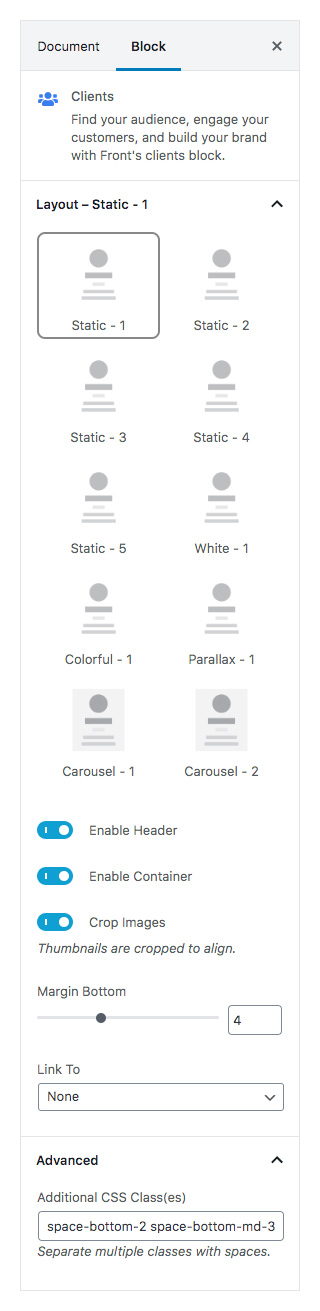 Document Block ×
Clients
Find your audience, engage your
customers, and build your brand
with Front's clients block.
Layout – Static - 1
Static - 1 Static - 2
Static - 3 Static - 4
Static - 5 White - 1
Colorful - 1 Parallax - 1
Carousel - 1 Carousel - 2
Enable Header
Enable Container
Crop Images
Thumbnails are cropped to align.
Margin Bottom
4
Link To
None
Advanced
Additional CSS Class(es)
space-bottom-2 space-bottom-md-3
Separate multiple classes with spaces.